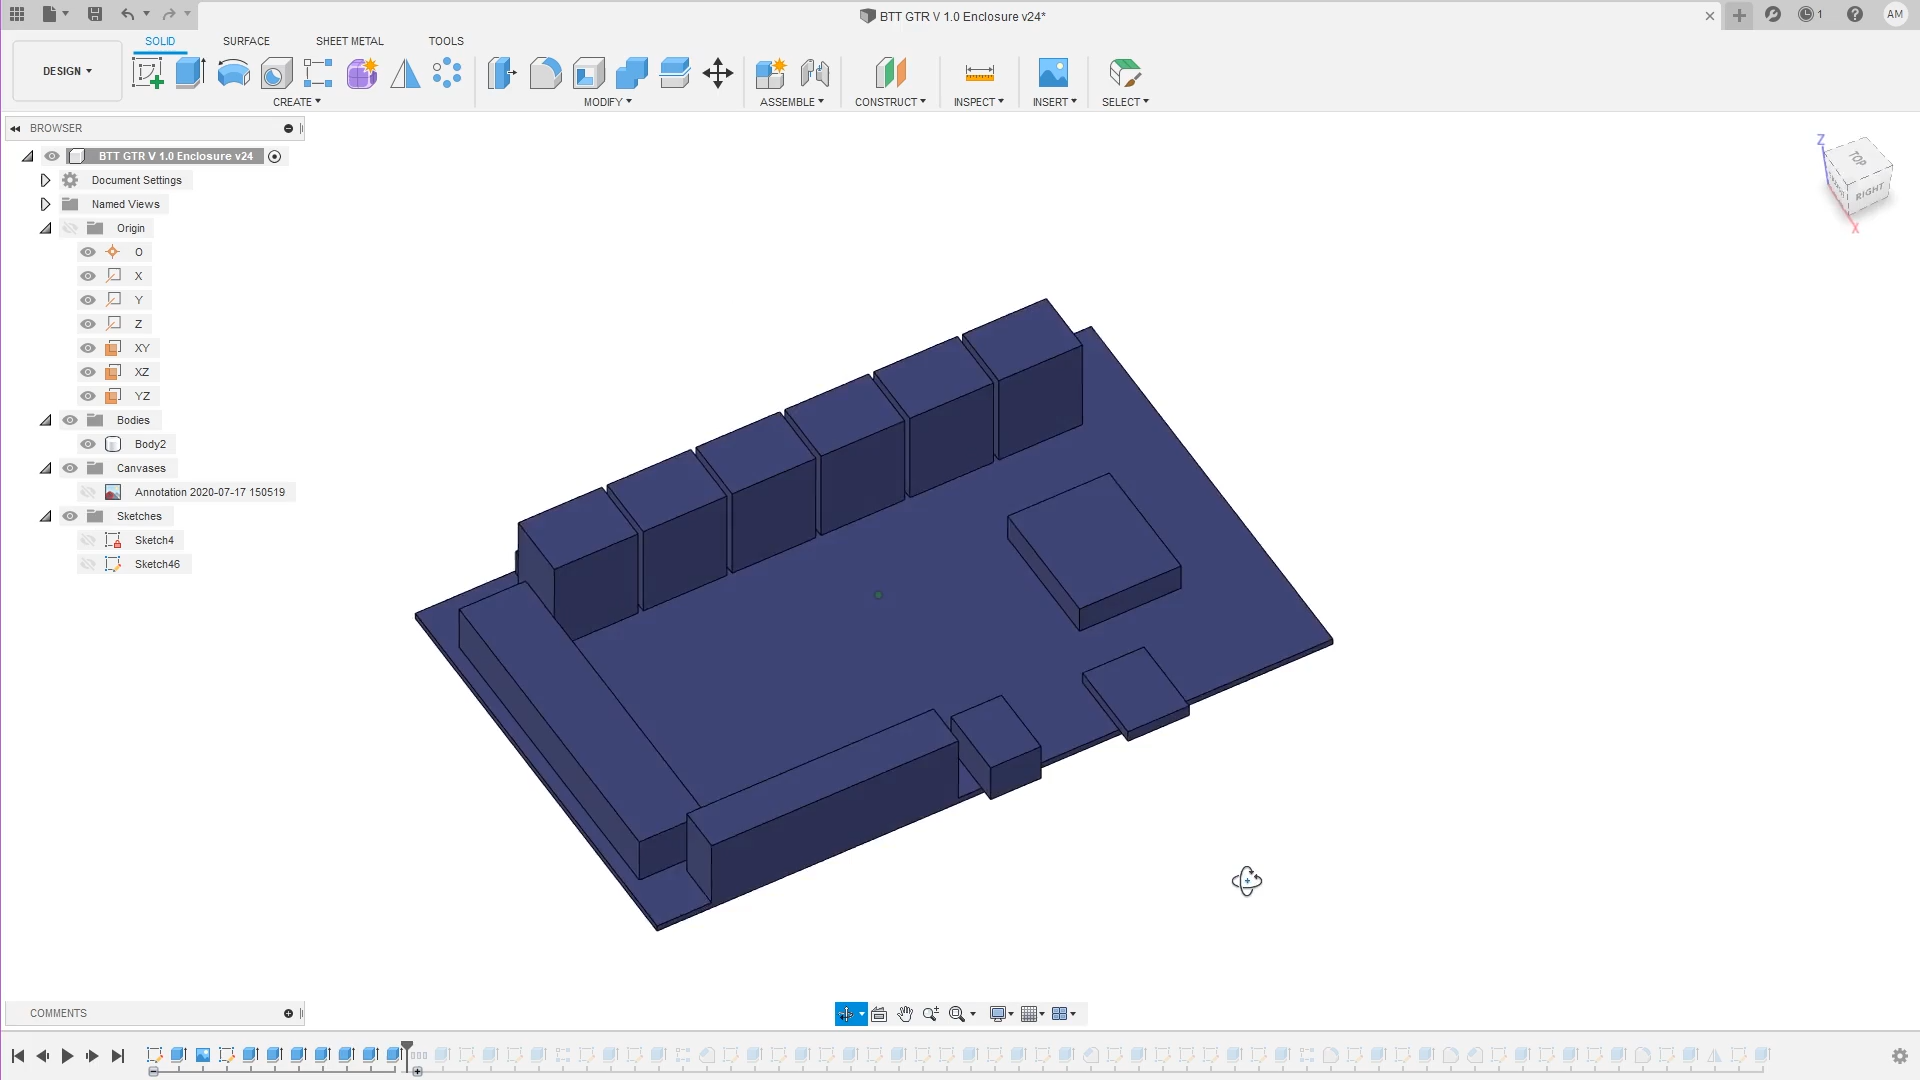 BTT GTR V 1.0 Enclosure v24*
1
AM
SOLID
SURFACE
SHEET METAL
TOOLS
DESIGN
CREATE
MODIFY
ASSEMBLE
CONSTRUCT
INSPECT
INSERT
SELECT
BROWSER
BTT GTR V 1.0 Enclosure v24
Document Settings
Named Views
Origin
O
X
Y
Z
XY
XZ
YZ
Bodies
Body2
Canvases
Annotation 2020-07-17 150519
Sketches
Sketch4
Sketch46
Z
TOP
RIGHT
X
COMMENTS